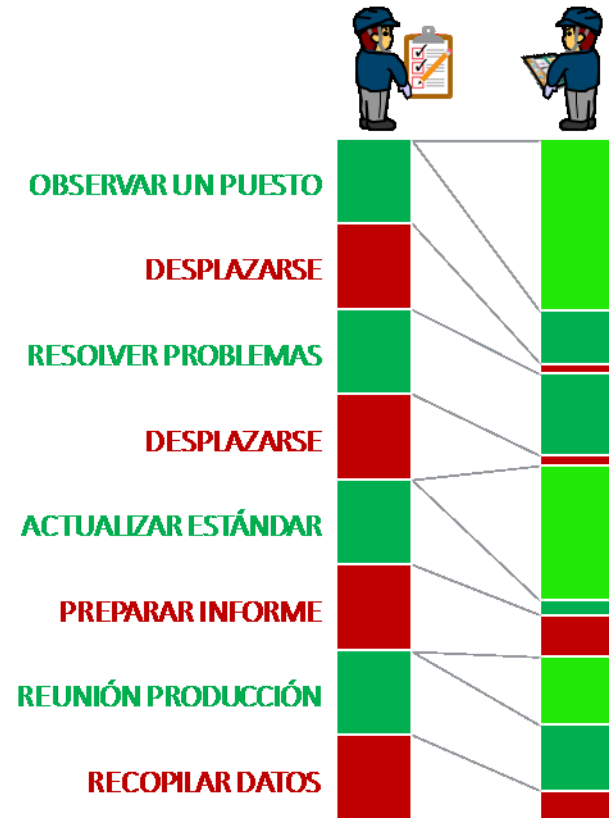 OBSERVAR UN PUESTO
DESPLAZARSE
RESOLVER PROBLEMAS
DESPLAZARSE
ACTUALIZAR ESTÁNDAR
PREPARAR INFORME
REUNIÓN PRODUCCIÓN
RECOPILAR DATOS